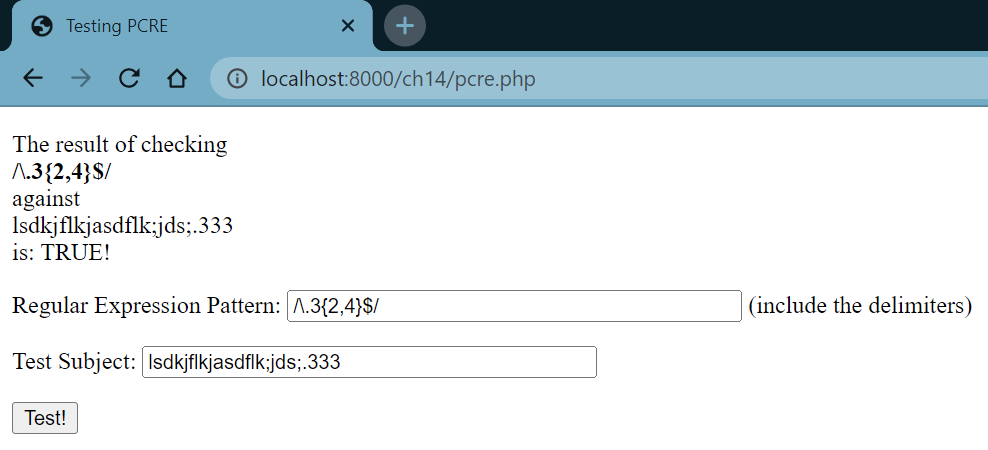 Testing PCRE
localhost:8000/ch14/pcre.php
The result of checking
/\.3{2,4}$/
against
lsdkjflkjasdflk;jds;.333
is: TRUE!
Regular Expression Pattern: /\.3{2,4}$/ (include the delimiters)
Test Subject: lsdkjflkjasdflk;jds;.333
Test!